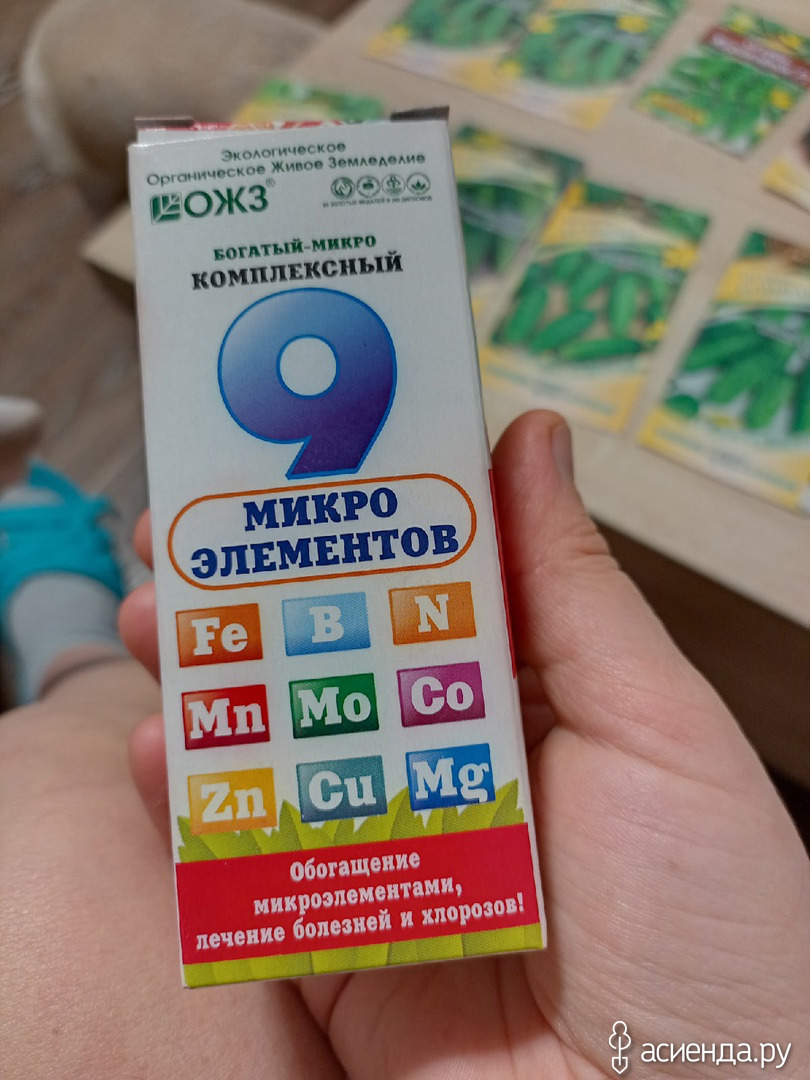 Экологическое
Органическое Живое Земледелие
ОЖЗ®
БОГАТЫЙ-МИКРО
КОМПЛЕКСНЫЙ
9
МИКРО
ЭЛЕМЕНТОВ
Fe B N
Mn Mo Co
Zn Cu Mg
Обогащение
микроэлементами,
лечение болезней и хлорозов!
асиенда.ру